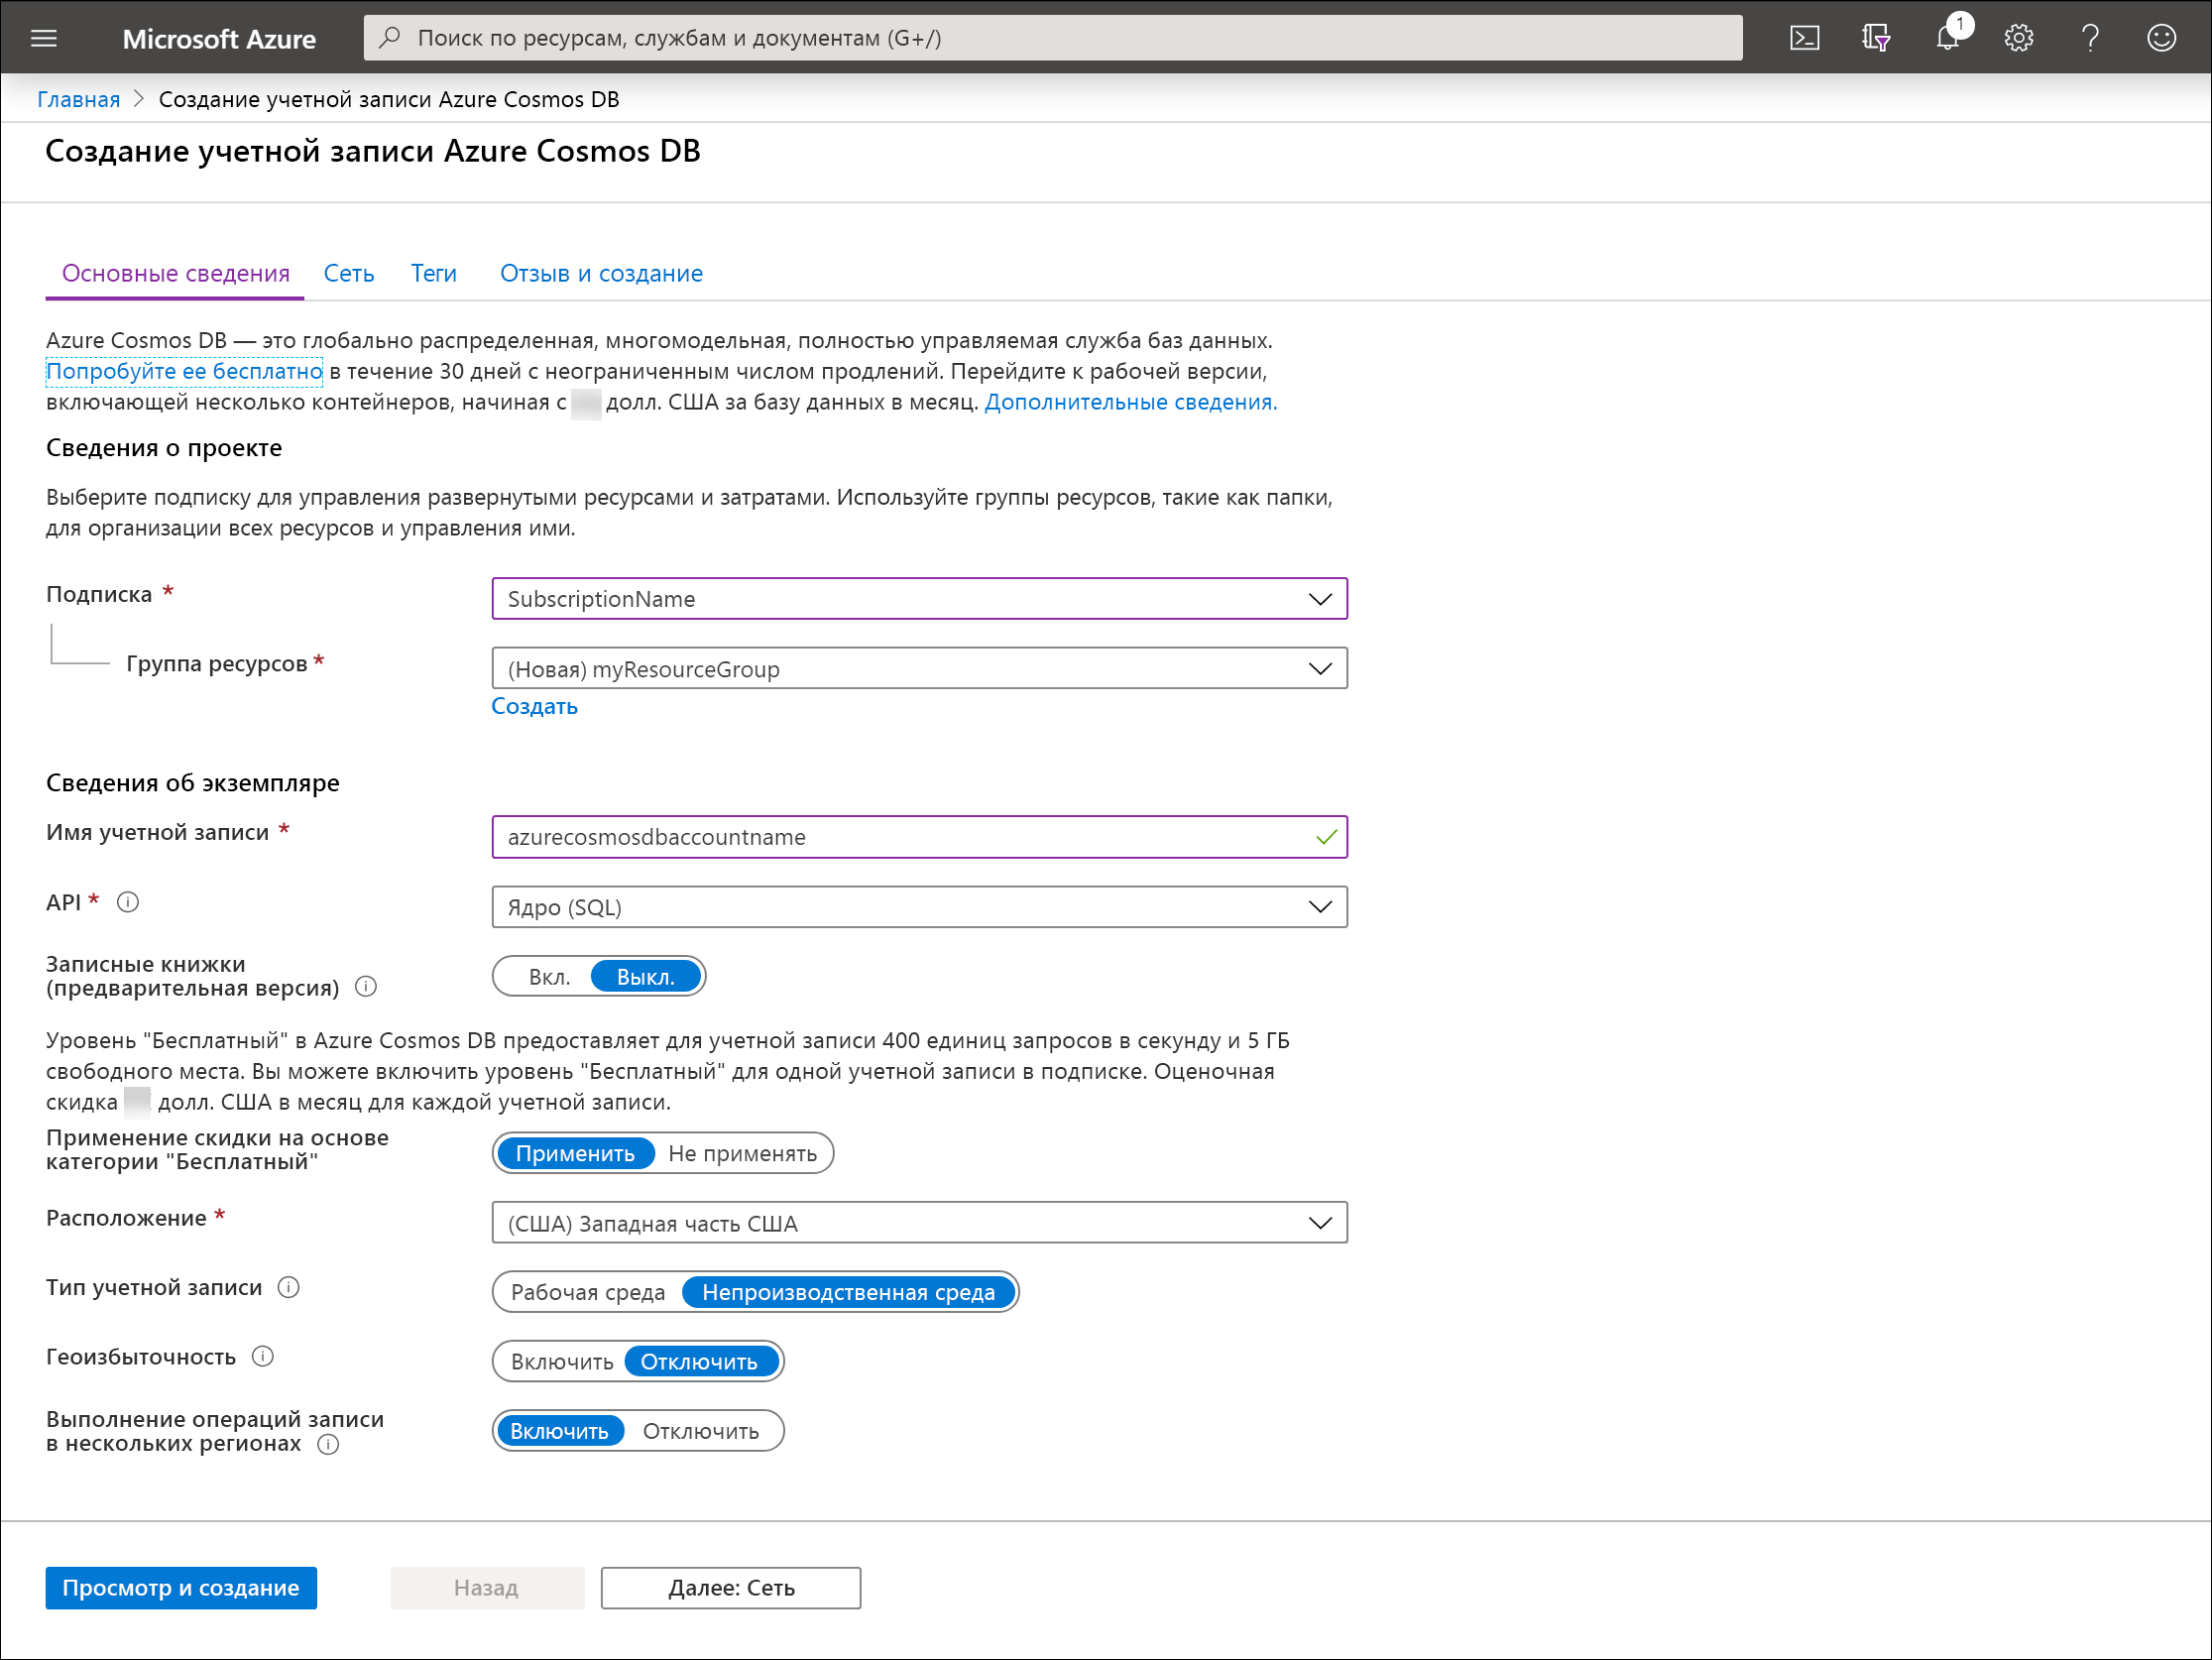 Microsoft Azure
Поиск по ресурсам, службам и документам (G+/)
1
Главная > Создание учетной записи Azure Cosmos DB
Создание учетной записи Azure Cosmos DB
Основные сведения Сеть Теги Отзыв и создание
Azure Cosmos DB — это глобально распределенная, многомодельная, полностью управляемая служба баз данных.
Попробуйте ее бесплатно в течение 30 дней с неограниченным числом продлений. Перейдите к рабочей версии,
включающей несколько контейнеров, начиная с долл. США за базу данных в месяц. Дополнительные сведения.
Сведения о проекте
Выберите подписку для управления развернутыми ресурсами и затратами. Используйте группы ресурсов, такие как папки,
для организации всех ресурсов и управления ими.
Подписка *
SubscriptionName
Группа ресурсов *
(Новая) myResourceGroup
Создать
Сведения об экземпляре
Имя учетной записи *
azurecosmosdbaccountname
API *
Ядро (SQL)
Записные книжки
(предварительная версия)
Вкл. Выкл.
Уровень "Бесплатный" в Azure Cosmos DB предоставляет для учетной записи 400 единиц запросов в секунду и 5 ГБ
свободного места. Вы можете включить уровень "Бесплатный" для одной учетной записи в подписке. Оценочная
скидка долл. США в месяц для каждой учетной записи.
Применение скидки на основе
категории "Бесплатный"
Применить Не применять
Расположение *
(США) Западная часть США
Тип учетной записи
Рабочая среда Непроизводственная среда
Геоизбыточность
Включить Отключить
Выполнение операций записи
в нескольких регионах
Включить Отключить
Просмотр и создание
Назад
Далее: Сеть